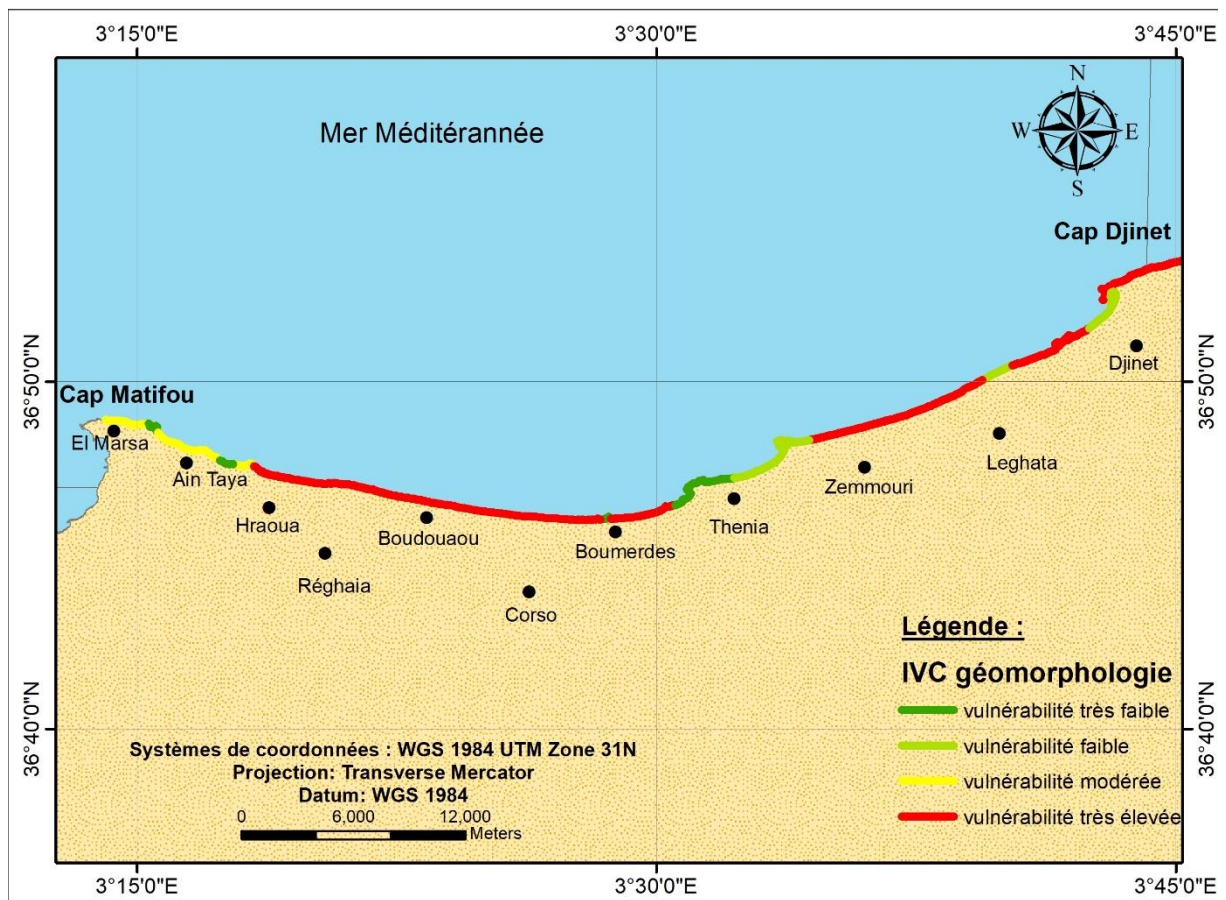 3°15'0"E
3°30'0"E
3°45'0"E
Mer Méditérannée
N
W
E
S
Cap Djinet
36°50'0"N
36°50'0"N
Djinet
Cap Matifou
El Marsa
Ain Taya
Hraoua
Réghaia
Boudouaou
Corso
Boumerdes
Thenia
Zemmouri
Leghata
Légende :
IVC géomorphologie
vulnérabilité très faible
vulnérabilité faible
vulnérabilité modérée
vulnérabilité très élevée
36°40'0"N
36°40'0"N
Systèmes de coordonnées : WGS 1984 UTM Zone 31N
Projection: Transverse Mercator
Datum: WGS 1984
0 6,000 12,000
Meters
3°15'0"E
3°30'0"E
3°45'0"E